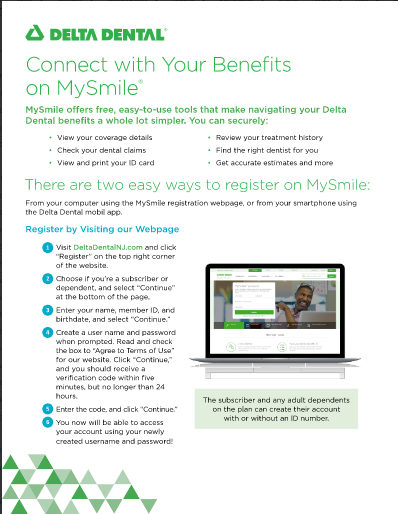 DELTA DENTAL®
Connect with Your Benefits
on MySmile®
MySmile offers free, easy-to-use tools that make navigating your Delta
Dental benefits a whole lot simpler. You can securely:
• View your coverage details
• Check your dental claims
• View and print your ID card
• Review your treatment history
• Find the right dentist for you
• Get accurate estimates and more
There are two easy ways to register on MySmile:
From your computer using the MySmile registration webpage, or from your smartphone using
the Delta Dental mobil app.
Register by Visiting our Webpage
1 Visit DeltaDentalNJ.com and click
"Register" on the top right corner
of the website.
2 Choose if you're a subscriber or
dependent, and select "Continue"
at the bottom of the page,
3 Enter your name, member ID, and
birthdate, and select "Continue."
4 Create a user name and password
when prompted. Read and check
the box to "Agree to Terms of Use"
for our website. Click "Continue,"
and you should receive a
verification code within five
minutes, but no longer than 24
hours.
5 Enter the code, and click "Continue."
6 You now will be able to access
your account using your newly
created username and password!
The subscriber and any adult dependents
on the plan can create their account
with or without an ID number.